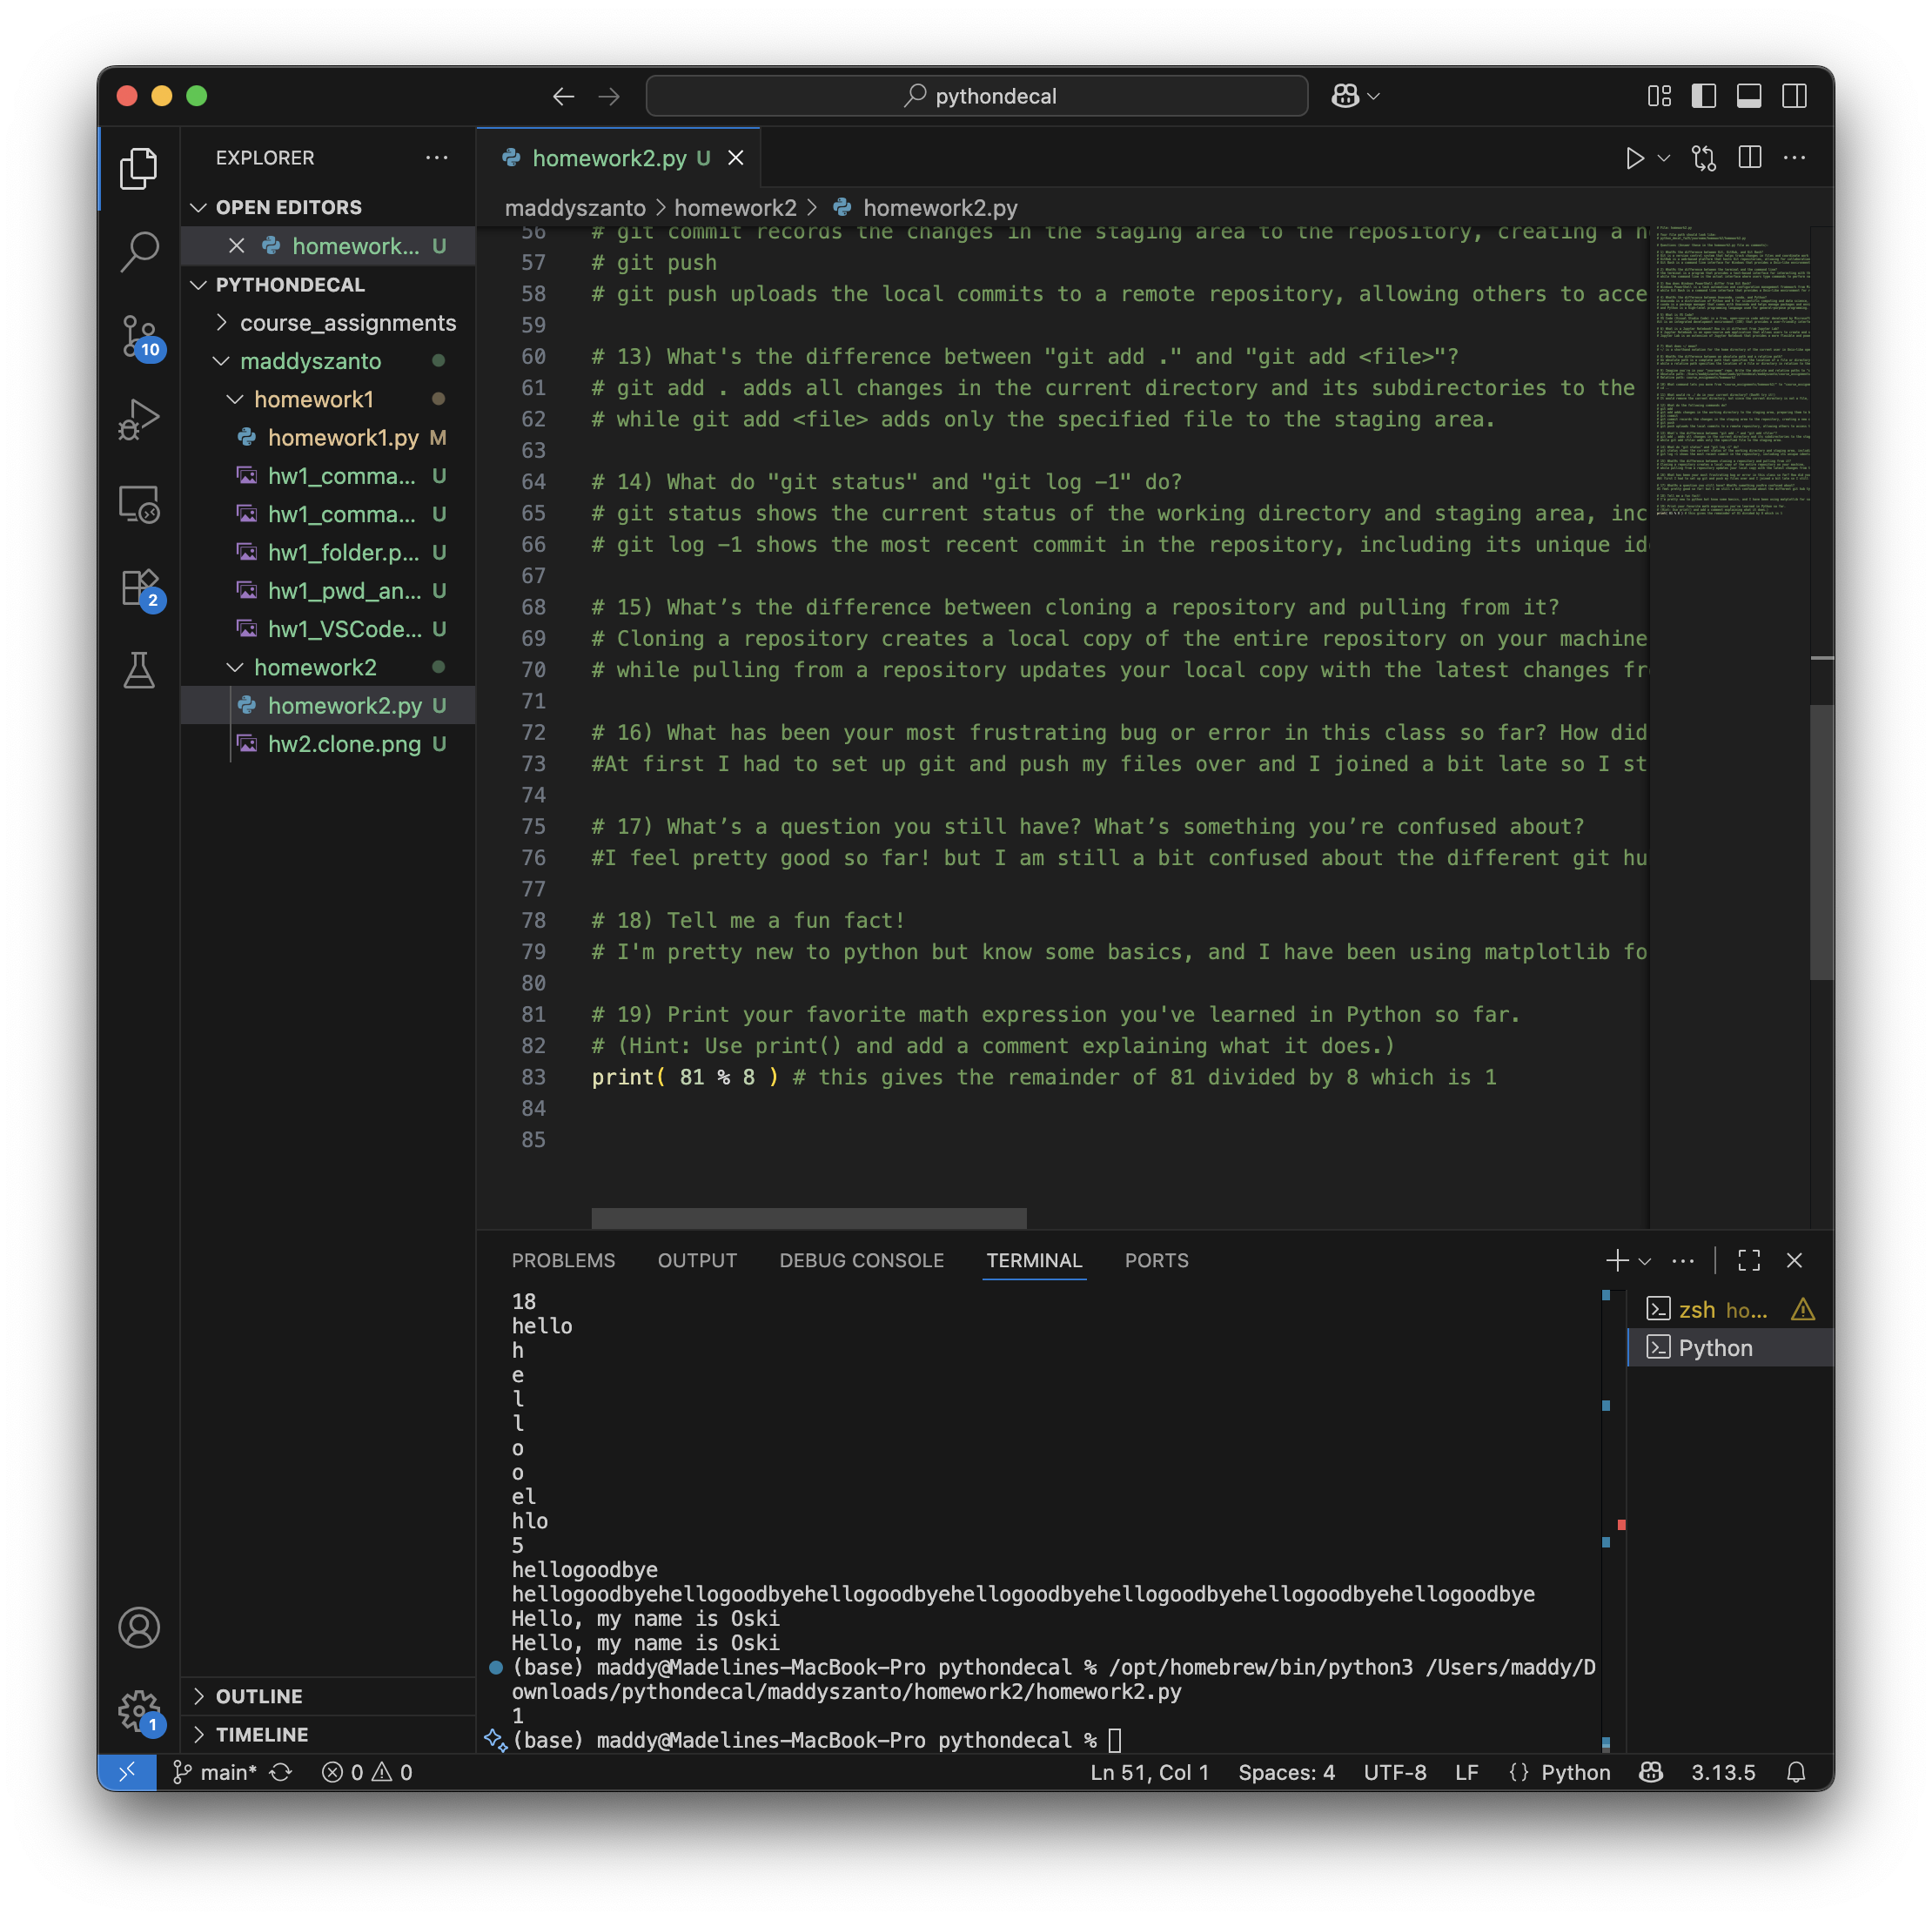 pythondecal
EXPLORER
OPEN EDITORS
homework... U
PYTHONDECAL
course_assignments
maddyszanto
homework1
homework1.py M
hw1_comma... U
hw1_comma... U
hw1_folder.p... U
hw1_pwd_an... U
hw1_VSCode... U
homework2
homework2.py U
hw2.clone.png U
10
2
1
OUTLINE
TIMELINE
homework2.py U
maddyszanto > homework2 > homework2.py
56 # git commit records the changes in the staging area to the repository, creating a n
57 # git push
58 # git push uploads the local commits to a remote repository, allowing others to acce
59
60 # 13) What's the difference between "git add ." and "git add <file>"?
61 # git add . adds all changes in the current directory and its subdirectories to the
62 # while git add <file> adds only the specified file to the staging area.
63
64 # 14) What do "git status" and "git log -1" do?
65 # git status shows the current status of the working directory and staging area, inc
66 # git log -1 shows the most recent commit in the repository, including its unique id
67
68 # 15) What’s the difference between cloning a repository and pulling from it?
69 # Cloning a repository creates a local copy of the entire repository on your machine
70 # while pulling from a repository updates your local copy with the latest changes fr
71
72 # 16) What has been your most frustrating bug or error in this class so far? How did
73 #At first I had to set up git and push my files over and I joined a bit late so I st
74
75 # 17) What’s a question you still have? What’s something you’re confused about?
76 #I feel pretty good so far! but I am still a bit confused about the different git hu
77
78 # 18) Tell me a fun fact!
79 # I'm pretty new to python but know some basics, and I have been using matplotlib fo
80
81 # 19) Print your favorite math expression you've learned in Python so far.
82 # (Hint: Use print() and add a comment explaining what it does.)
83 print( 81 % 8 ) # this gives the remainder of 81 divided by 8 which is 1
84
85
PROBLEMS OUTPUT DEBUG CONSOLE TERMINAL PORTS
18
hello
h
e
l
l
o
o
el
hlo
5
hellogoodbye
hellogoodbyehellogoodbyehellogoodbyehellogoodbyehellogoodbyehellogoodbyehellogoodbye
Hello, my name is Oski
Hello, my name is Oski
(base) maddy@Madelines-MacBook-Pro pythondecal % /opt/homebrew/bin/python3 /Users/maddy/D
ownloads/pythondecal/maddyszanto/homework2/homework2.py
1
(base) maddy@Madelines-MacBook-Pro pythondecal %
zsh ho...
Python
main* 0 0 Ln 51, Col 1 Spaces: 4 UTF-8 LF {} Python 3.13.5